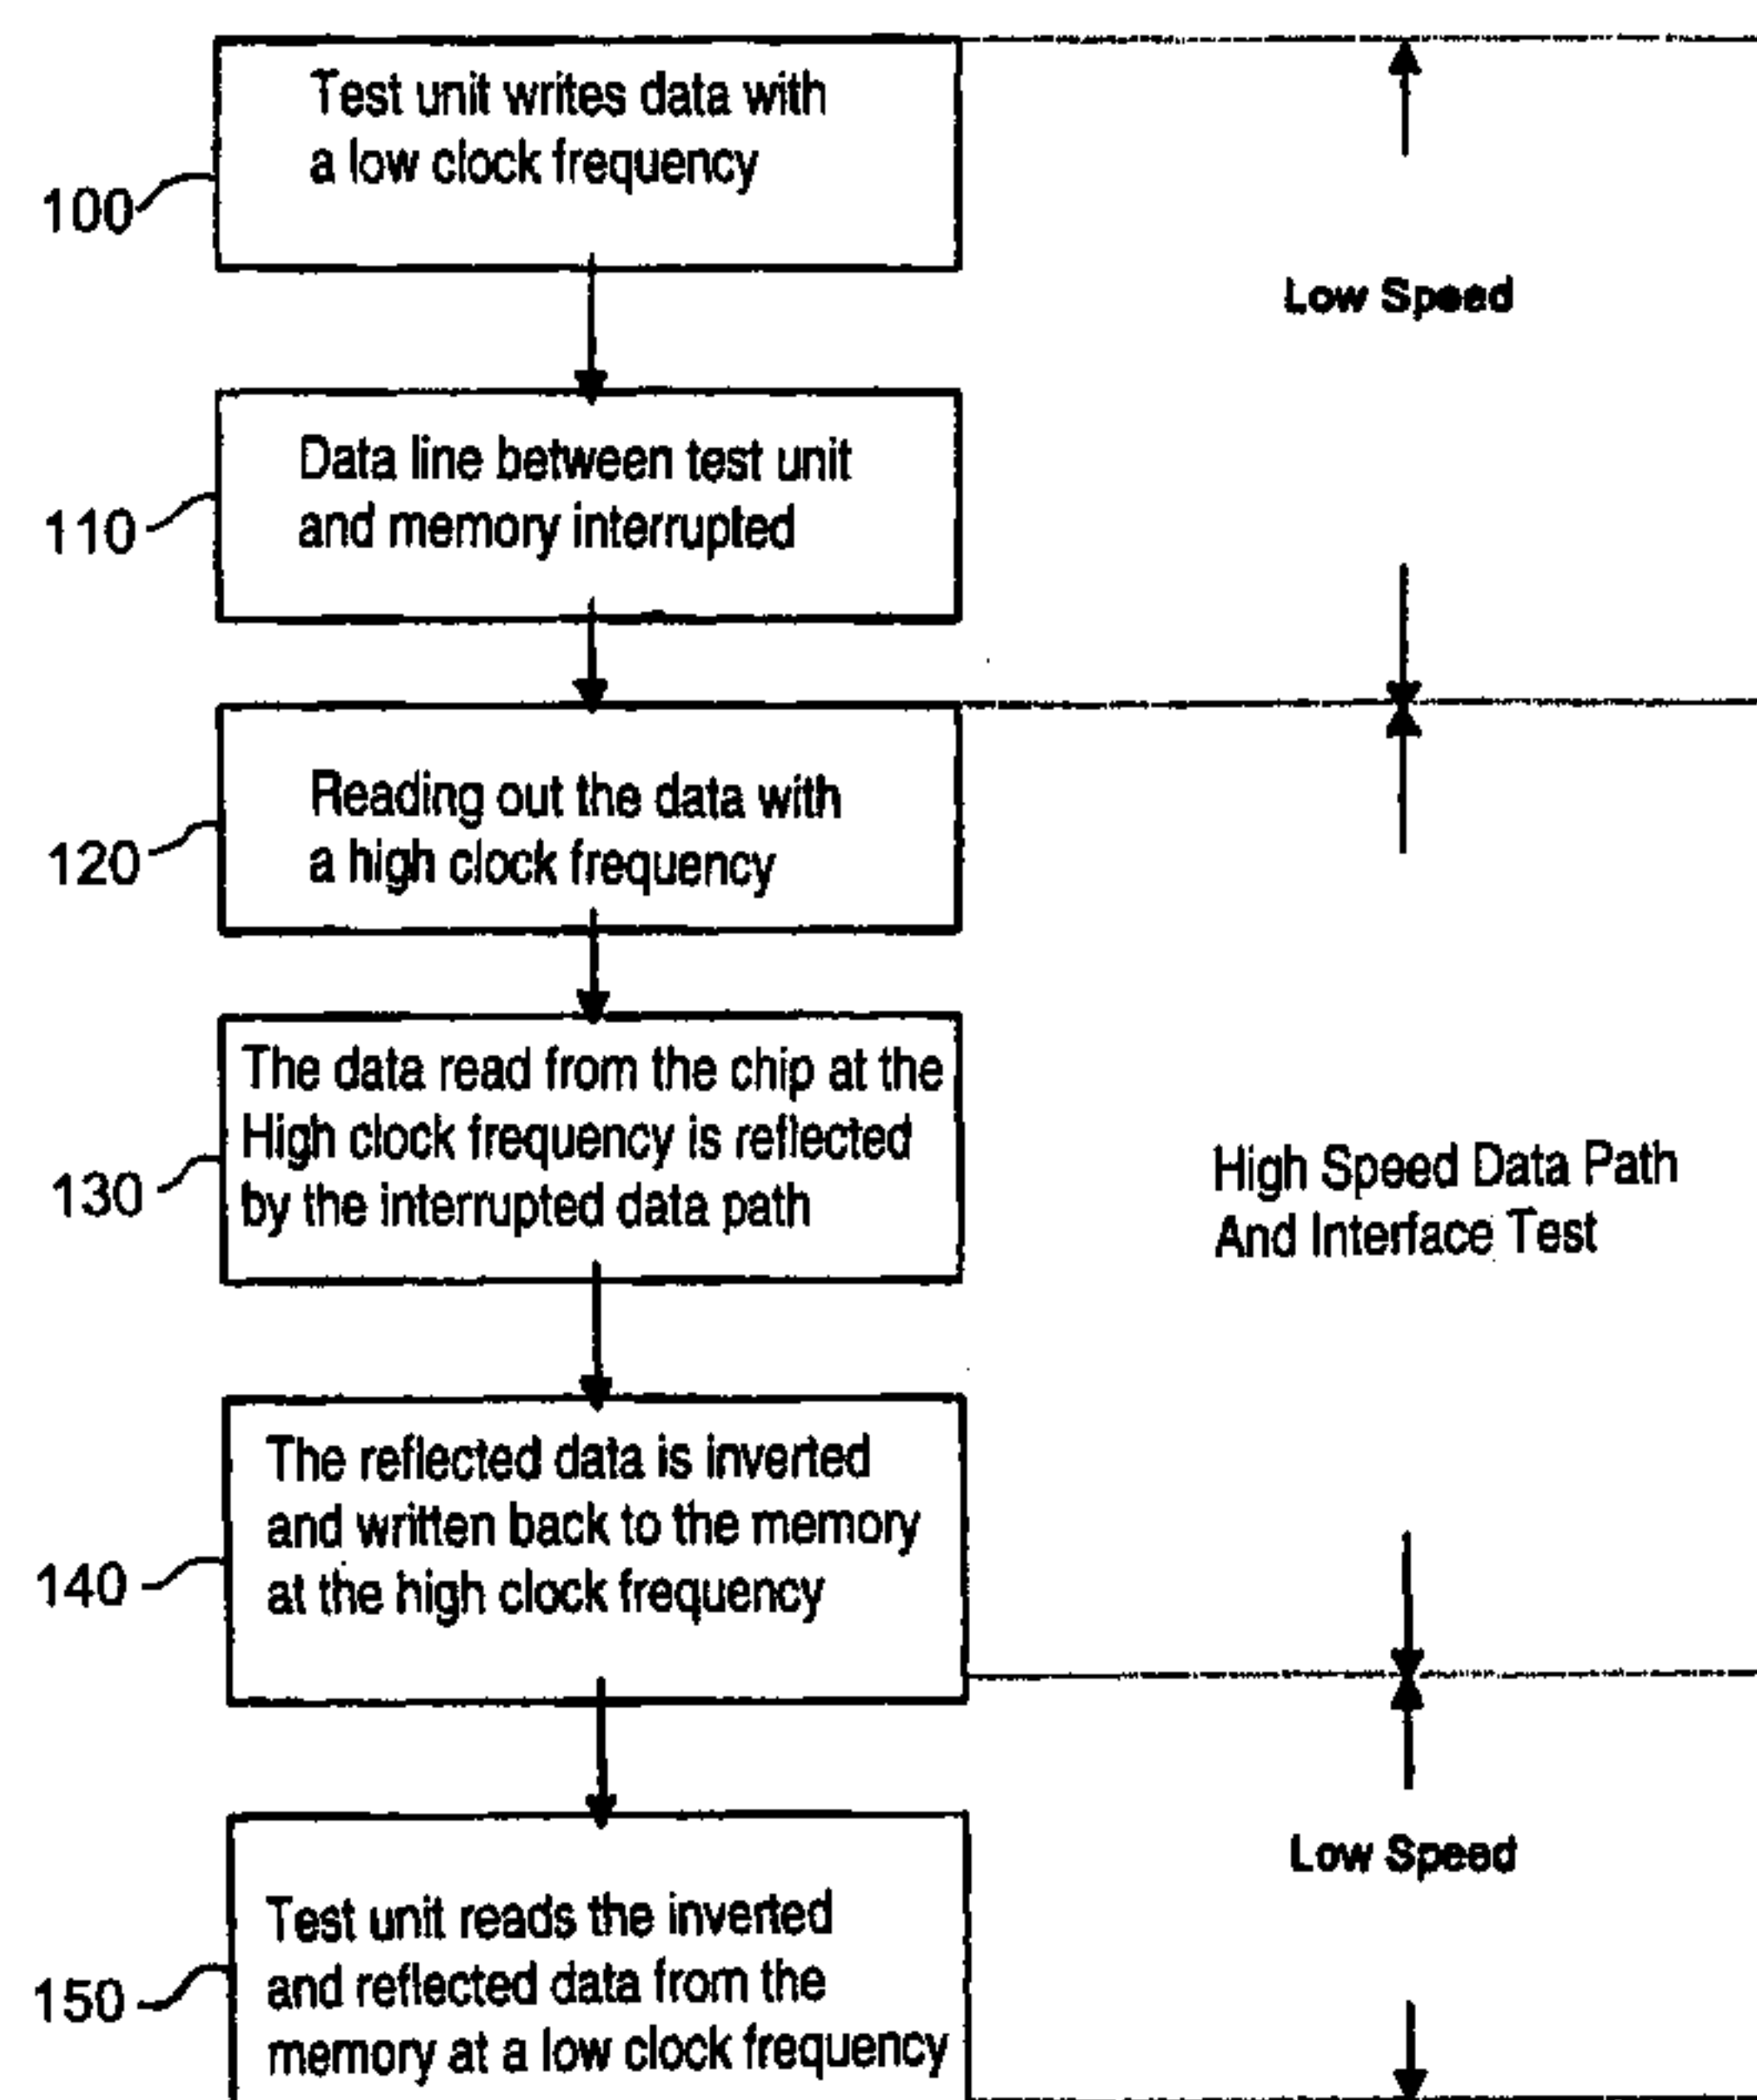 Test unit writes data with
a low clock frequency
100
Low Speed
Data line between test unit
and memory interrupted
110
Reading out the data with
a high clock frequency
120
The data read from the chip at the
High clock frequency is reflected
by the interrupted data path
130
High Speed Data Path
And Interface Test
The reflected data is inverted
and written back to the memory
at the high clock frequency
140
Low Speed
Test unit reads the inverted
and reflected data from the
memory at a low clock frequency
150